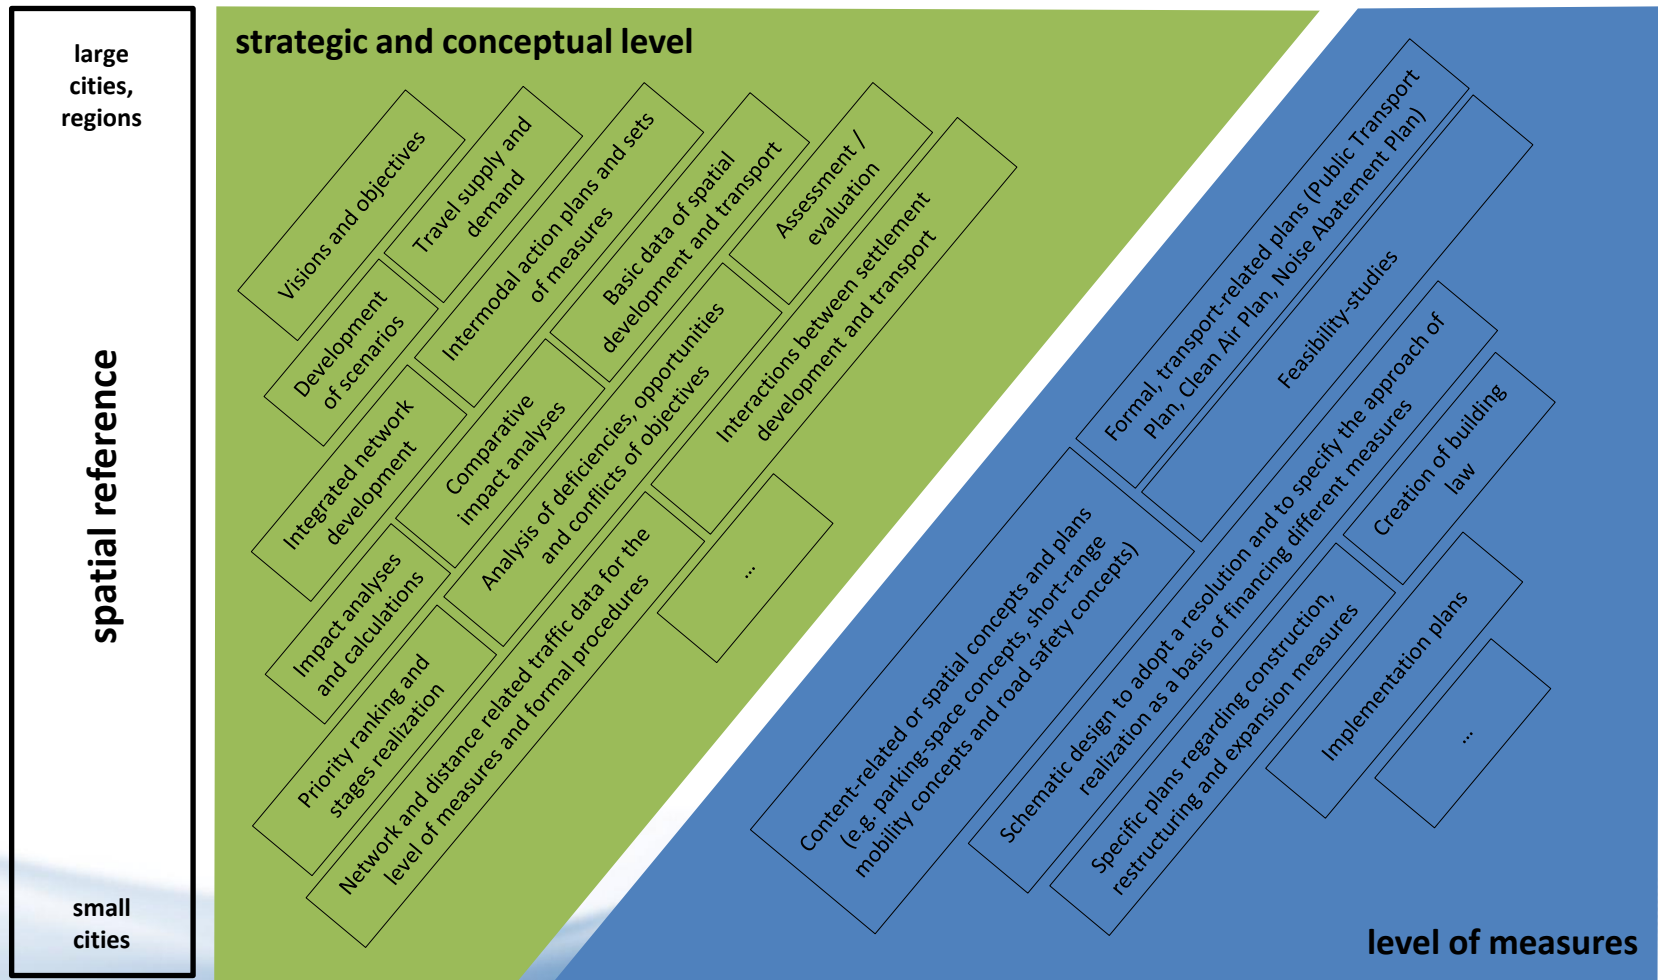 large
cities,
regions
spatial reference
small
cities
strategic and conceptual level
Visions and objectives
Travel supply and
demand
Intermodal action plans and sets
of measures
Basic data of spatial
development and transport
Assessment /
evaluation
Development
of scenarios
Comparative
impact analyses
Analysis of deficiencies, opportunities
and conflicts of objectives
Interactions between settlement
development and transport
Integrated network
development
Impact analyses
and calculations
Priority ranking and
stages realization
Network and distance related traffic data for the
level of measures and formal procedures
...
Formal, transport-related plans (Public Transport
Plan, Clean Air Plan, Noise Abatement Plan)
Feasibility-studies
Content-related or spatial concepts and plans
(e.g. parking-space concepts, short-range
mobility concepts and road safety concepts)
Schematic design to adopt a resolution and to specify the approach of
realization as a basis of financing different measures
Creation of building
law
Specific plans regarding construction,
restructuring and expansion measures
Implementation plans
...
level of measures